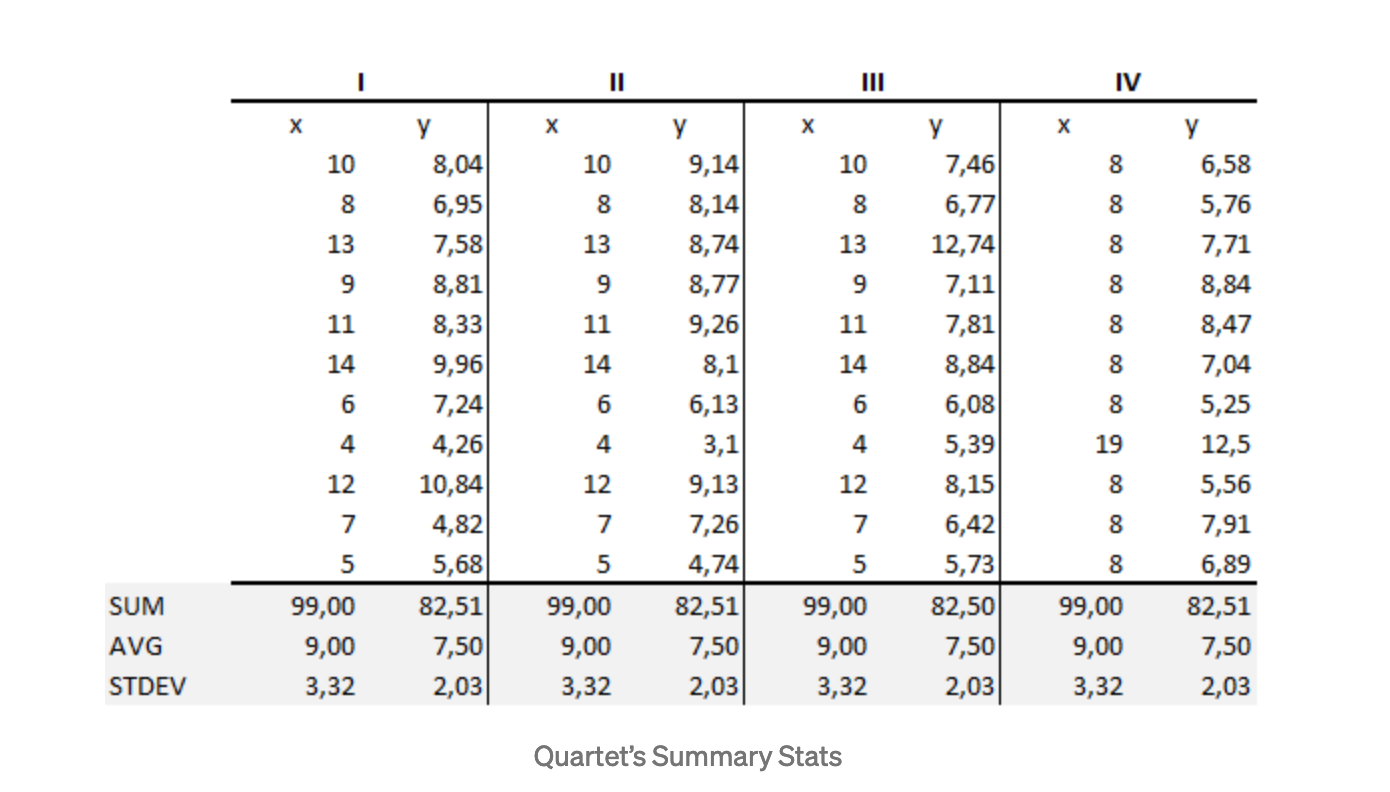 I II III IV
x y x y x y x y
10 8,04 10 9,14 10 7,46 8 6,58
8 6,95 8 8,14 8 6,77 8 5,76
13 7,58 13 8,74 13 12,74 8 7,71
9 8,81 9 8,77 9 7,11 8 8,84
11 8,33 11 9,26 11 7,81 8 8,47
14 9,96 14 8,1 14 8,84 8 7,04
6 7,24 6 6,13 6 6,08 8 5,25
4 4,26 4 3,1 4 5,39 19 12,5
12 10,84 12 9,13 12 8,15 8 5,56
7 4,82 7 7,26 7 6,42 8 7,91
5 5,68 5 4,74 5 5,73 8 6,89
SUM 99,00 82,51 99,00 82,51 99,00 82,50 99,00 82,51
AVG 9,00 7,50 9,00 7,50 9,00 7,50 9,00 7,50
STDEV 3,32 2,03 3,32 2,03 3,32 2,03 3,32 2,03
Quartet’s Summary Stats